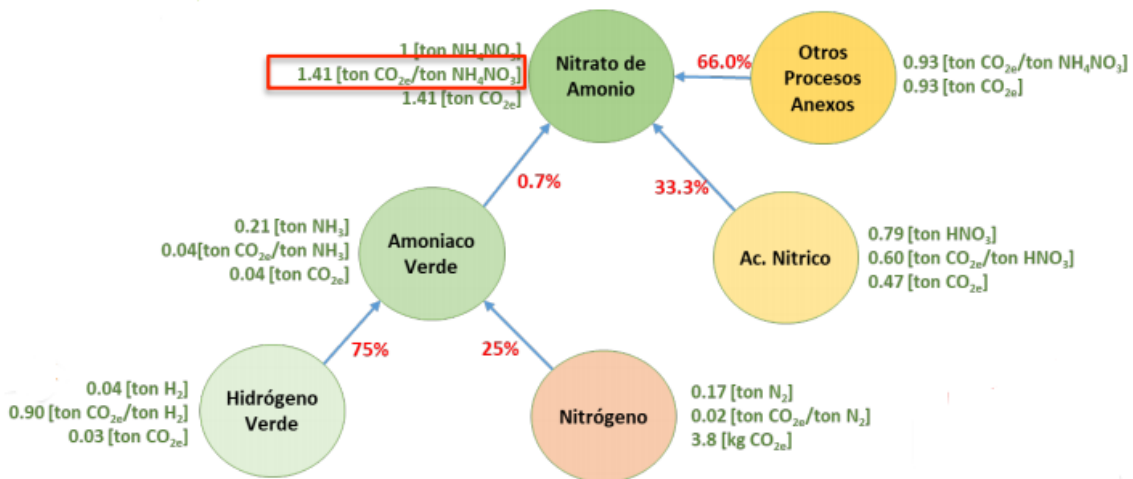 1 [ton NH₄NO₃]
1.41 [ton CO₂ₑ/ton NH₄NO₃]
1.41 [ton CO₂ₑ]
Nitrato de
Amonio
66.0%
Otros
Procesos
Anexos
0.93 [ton CO₂ₑ/ton NH₄NO₃]
0.93 [ton CO₂ₑ]
0.7%
33.3%
0.21 [ton NH₃]
0.04[ton CO₂ₑ/ton NH₃]
0.04 [ton CO₂ₑ]
Amoniaco
Verde
Ac. Nitrico
0.79 [ton HNO₃]
0.60 [ton CO₂ₑ/ton HNO₃]
0.47 [ton CO₂ₑ]
75%
25%
0.04 [ton H₂]
0.90 [ton CO₂ₑ/ton H₂]
0.03 [ton CO₂ₑ]
Hidrógeno
Verde
Nitrógeno
0.17 [ton N₂]
0.02 [ton CO₂ₑ/ton N₂]
3.8 [kg CO₂ₑ]